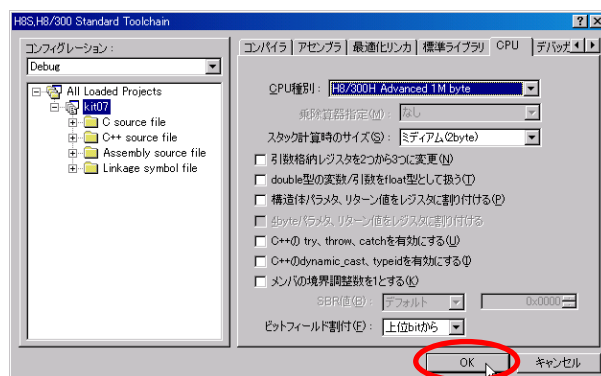 H8S,H8/300 Standard Toolchain
コンフィグレーション :
Debug
All Loaded Projects
kit07
C source file
C++ source file
Assembly source file
Linkage symbol file
コンパイラ アセンブラ 最適化リンカ 標準ライブラリ CPU デバッガ
CPU種別 : H8/300H Advanced 1M byte
乗除算器指定(M) : なし
スタック計算時のサイズ(S) : ミディアム(2byte)
引数格納レジスタを2つから3つに変更(N)
double型の変数/引数をfloat型として扱う(T)
構造体パラメタ、リターン値をレジスタに割り付ける(P)
4byteパラメタ、リターン値をレジスタに割り付ける
C++の try、throw、catchを有効にする(U)
C++のdynamic_cast、typeidを有効にする(I)
メンバの境界調整数を1とする(K)
SBR値(B) : デフォルト 0x0000
ビットフィールド割付(F) : 上位bitから
OK キャンセル